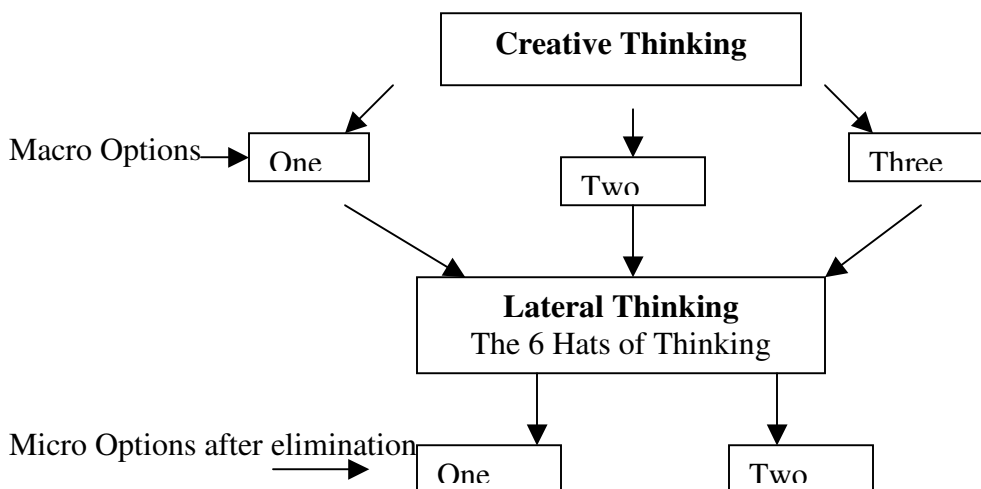 Creative Thinking
Macro Options
One
Two
Three
Lateral Thinking
The 6 Hats of Thinking
Micro Options after elimination
One
Two